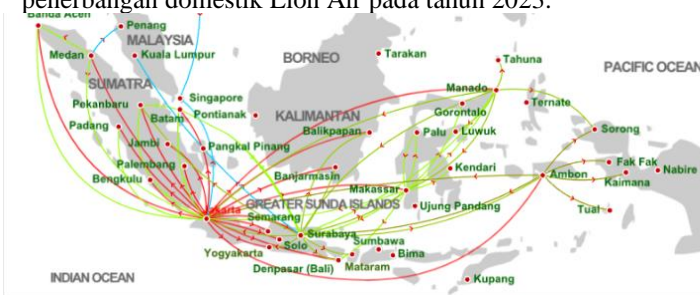 penerbangan domestik Lion Air pada tahun 2023.
Banda Aceh
Penang
MALAYSIA
Medan
Kuala Lumpur
BORNEO
Tarakan
Tahuna
PACIFIC OCEAN
SUMATRA
Manado
Pekanbaru
Singapore
Batam
Pontianak
KALIMANTAN
Gorontalo
Ternate
Padang
Balikpapan
Palu
Luwuk
Sorong
Jambi
Pangkal Pinang
Palembang
Kendari
Fak Fak
Nabire
Bengkulu
Banjarmasin
Makassar
Ambon
Kaimana
Jakarta
GREATER SUNDA ISLANDS
Ujung Pandang
Tual
Semarang
Surabaya
Solo
Sumbawa
Yogyakarta
Bima
Denpasar (Bali)
Mataram
INDIAN OCEAN
Kupang